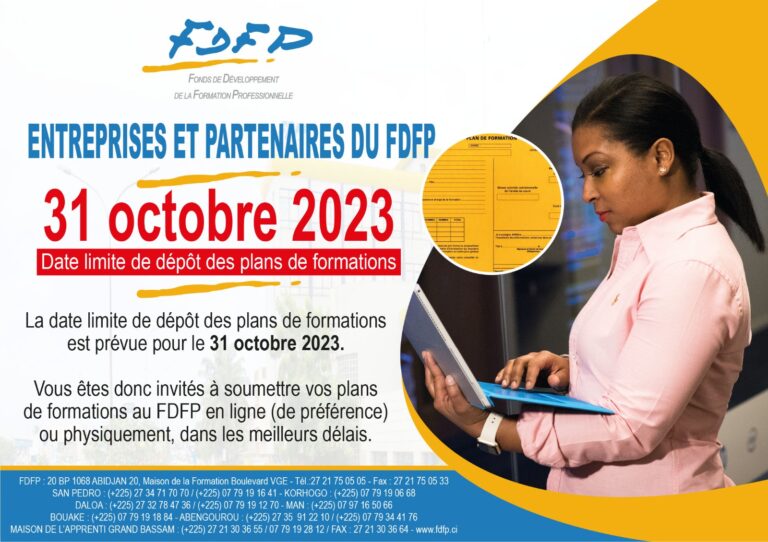 FDFP
FONDS DE DÉVELOPPEMENT
DE LA FORMATION PROFESSIONNELLE
ENTREPRISES ET PARTENAIRES DU FDFP
31 octobre 2023
Date limite de dépôt des plans de formations
La date limite de dépôt des plans de formations
est prévue pour le 31 octobre 2023.
Vous êtes donc invités à soumettre vos plans
de formations au FDFP en ligne (de préférence)
ou physiquement, dans les meilleurs délais.
PLAN DE FORMATION
FDFP : 20 BP 1068 ABIDJAN 20, Maison de la Formation Boulevard VGE - Tél :27 21 75 05 05 - Fax : 27 21 75 05 33
SAN PEDRO : (+225) 27 34 71 70 70 / (+225) 07 79 19 16 41 - KORHOGO : (+225) 07 79 19 06 68
DALOA : (+225) 27 32 78 47 36 / (+225) 07 79 19 12 70 - MAN : (+225) 07 97 16 50 66
BOUAKE : (+225) 07 79 19 18 84 - ABENGOUROU : (+225) 27 35 91 22 10 / (+225) 07 79 34 41 76
MAISON DE L'APPRENTI GRAND BASSAM : (+225) 27 21 30 36 55 / 07 79 19 28 12 / FAX : 27 21 30 36 64 - www.fdfp.ci